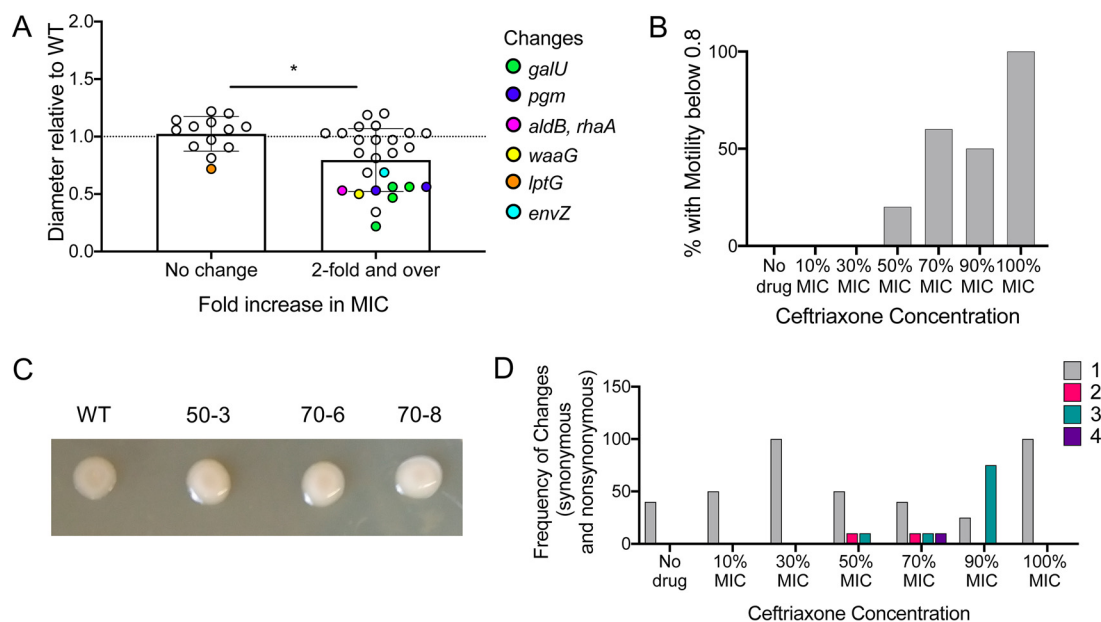 A
Diameter relative to WT
2.0
1.5
1.0
0.5
0.0
*
No change
2-fold and over
Fold increase in MIC
Changes
galU
pgm
aldB, rhaA
waaG
lptG
envZ
B
% with Motility below 0.8
100
50
0
No drug
10% MIC
30% MIC
50% MIC
70% MIC
90% MIC
100% MIC
Ceftriaxone Concentration
C
WT
50-3
70-6
70-8
D
Frequency of Changes
(synonymous
and nonsynonymous)
150
100
50
0
No drug
10% MIC
30% MIC
50% MIC
70% MIC
90% MIC
100% MIC
Ceftriaxone Concentration
1
2
3
4